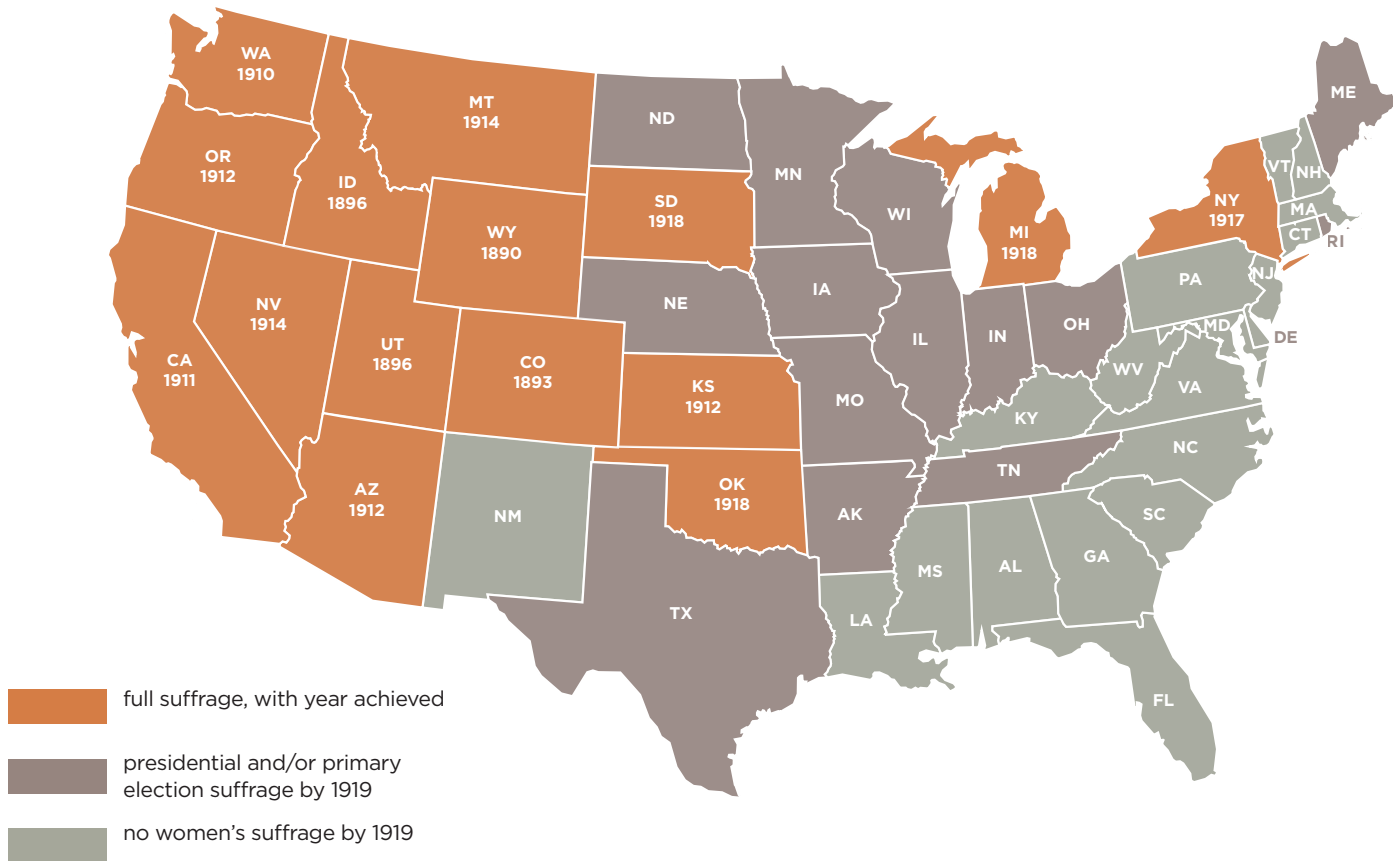 WA
1910
MT
1914
ND
ME
OR
1912
ID
1896
MN
VT
NH
SD
1918
WI
MI
1918
NY
1917
MA
CT
RI
WY
1890
NE
IA
PA
NJ
NV
1914
UT
1896
IL
IN
OH
MD
DE
CA
1911
CO
1893
KS
1912
MO
WV
VA
KY
NC
AZ
1912
NM
OK
1918
AK
TN
SC
MS
AL
GA
TX
LA
FL
full suffrage, with year achieved
presidential and/or primary
election suffrage by 1919
no women's suffrage by 1919